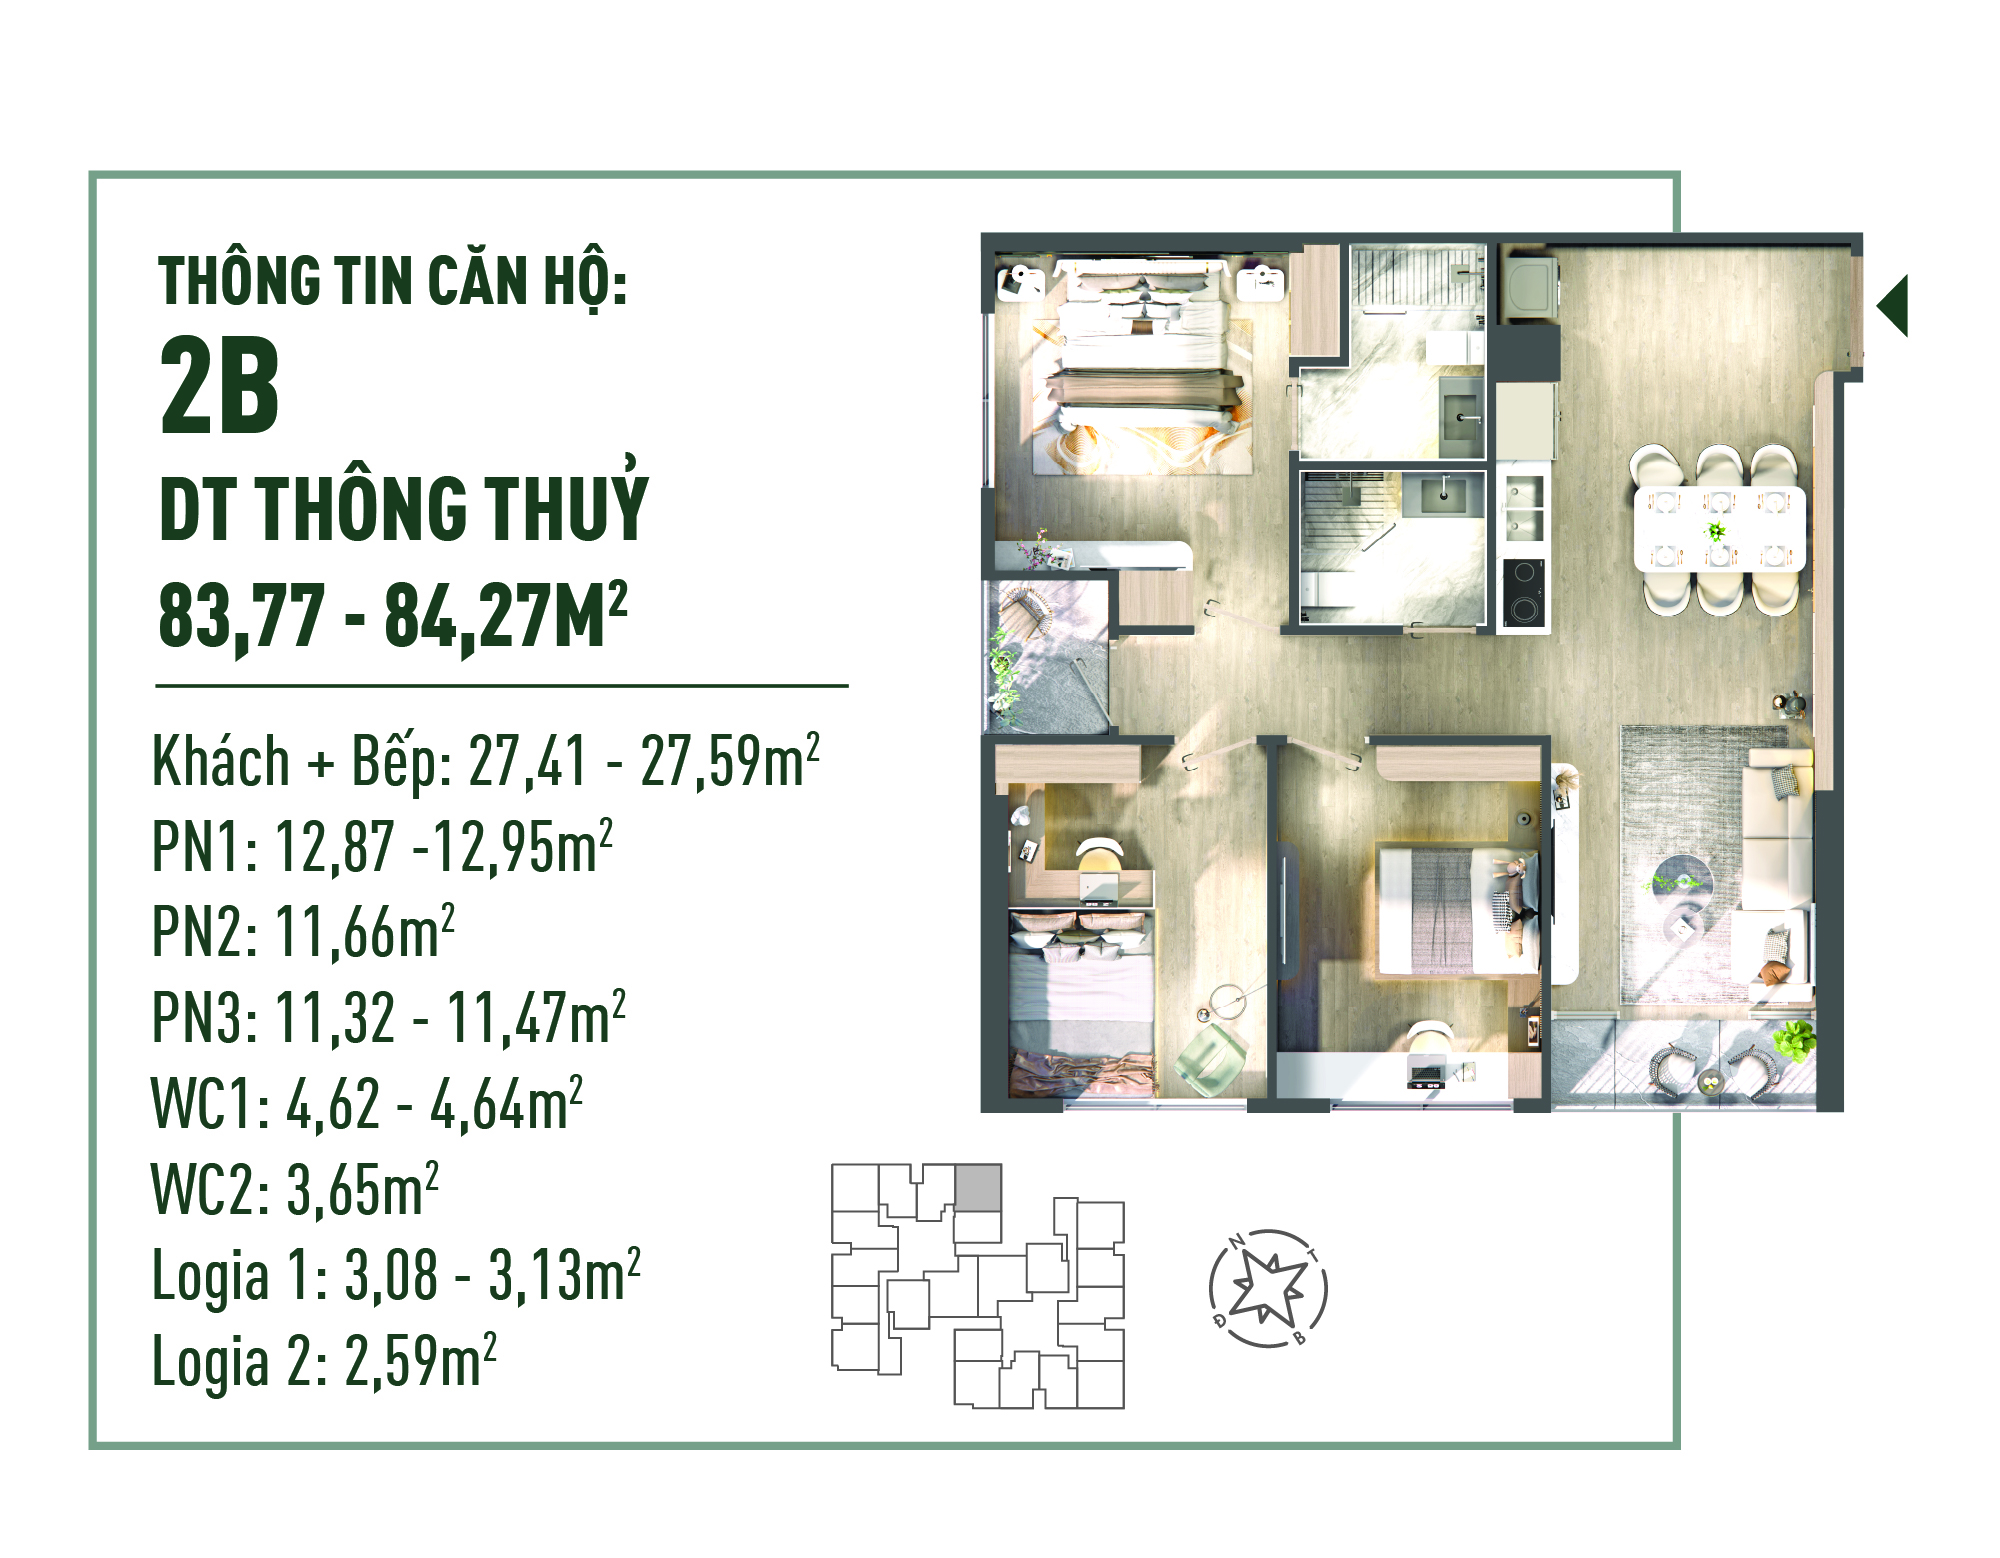 THÔNG TIN CĂN HỘ:
2B
DT THÔNG THUỶ
83,77 - 84,27M²
Khách + Bếp: 27,41 - 27,59m²
PN1: 12,87 -12,95m²
PN2: 11,66m²
PN3: 11,32 - 11,47m²
WC1: 4,62 - 4,64m²
WC2: 3,65m²
Logia 1: 3,08 - 3,13m²
Logia 2: 2,59m²
N
T
Đ
B